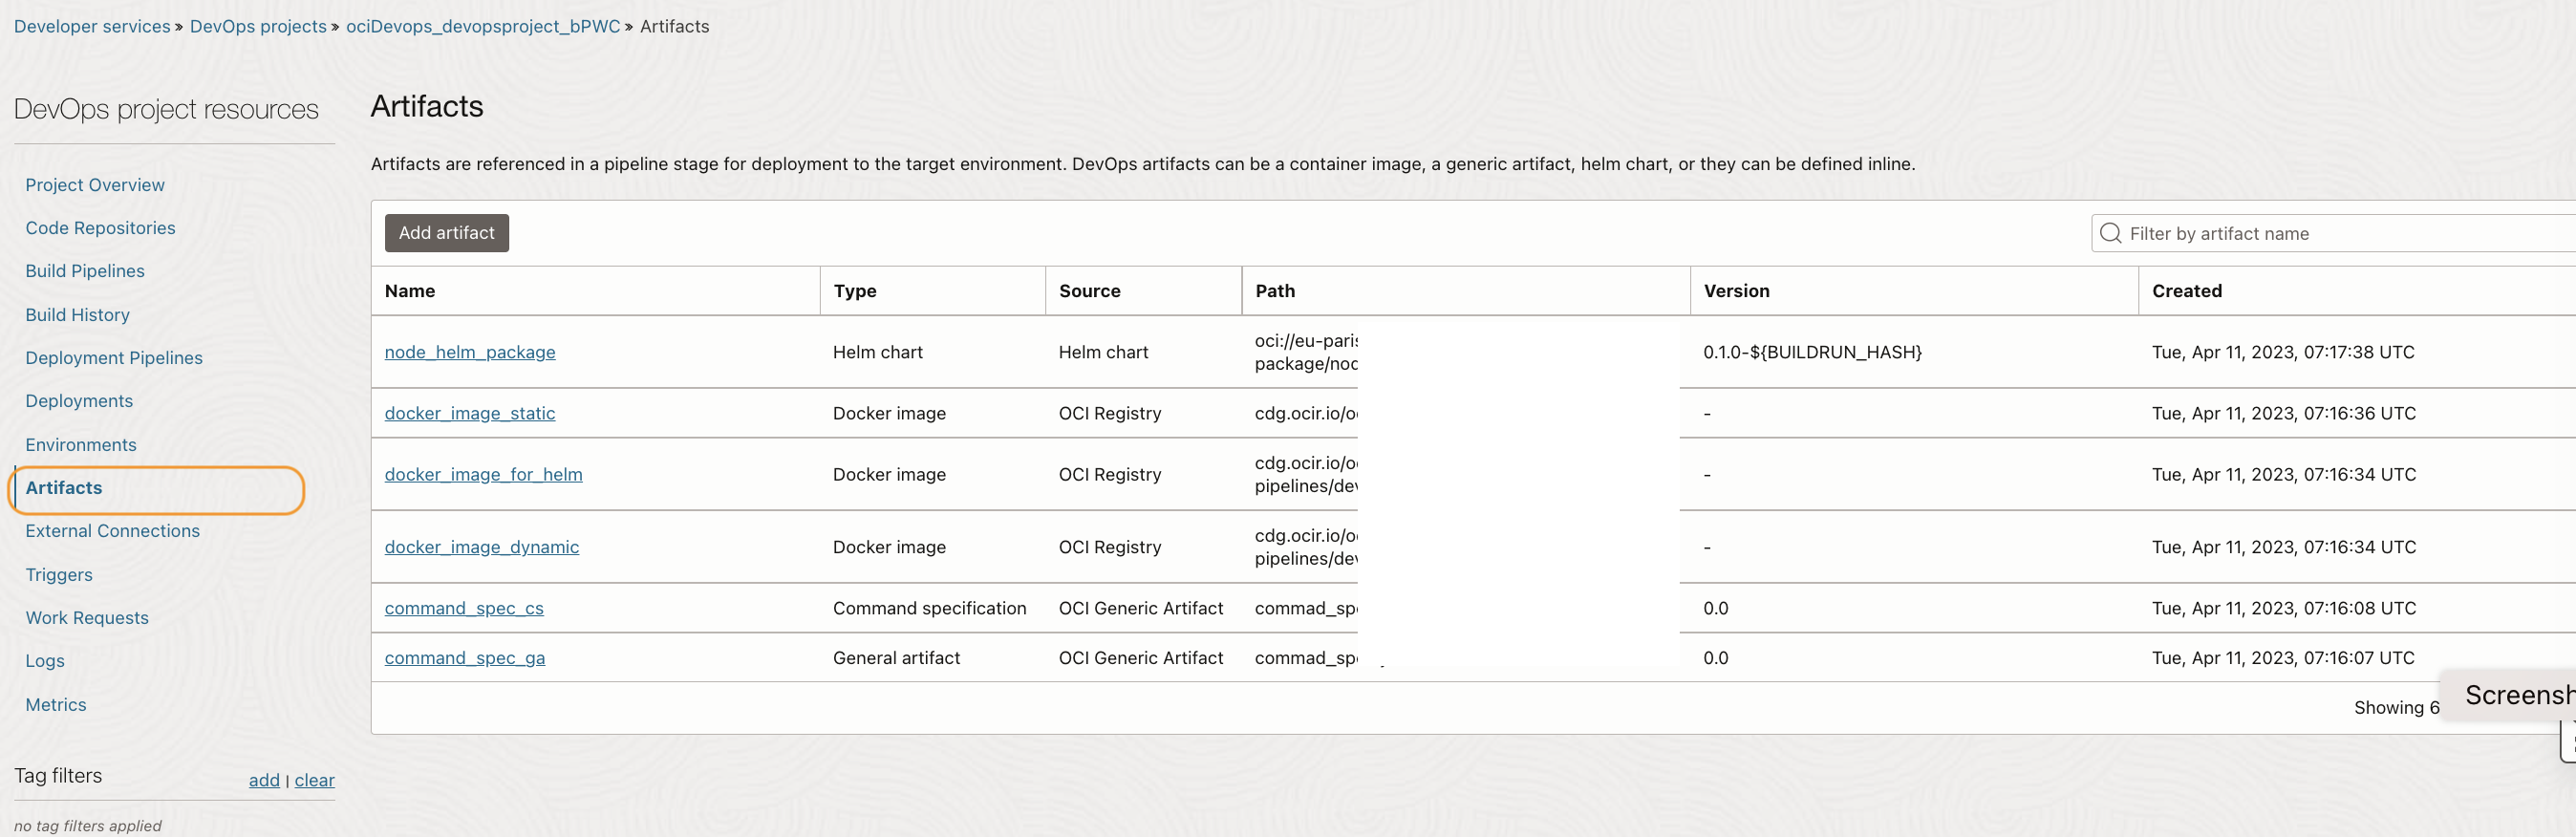 Developer services » DevOps projects » ociDevops_devopsproject_bPWC » Artifacts
DevOps project resources
Project Overview
Code Repositories
Build Pipelines
Build History
Deployment Pipelines
Deployments
Environments
Artifacts
External Connections
Triggers
Work Requests
Logs
Metrics
Tag filters add | clear
no tag filters applied
Artifacts
Artifacts are referenced in a pipeline stage for deployment to the target environment. DevOps artifacts can be a container image, a generic artifact, helm chart, or they can be defined inline.
Add artifact
Filter by artifact name
Name Type Source Path Version Created
node_helm_package Helm chart Helm chart oci://eu-paris 0.1.0-${BUILDRUN_HASH} Tue, Apr 11, 2023, 07:17:38 UTC
package/noc
docker_image_static Docker image OCI Registry cdg.ocir.io/o - Tue, Apr 11, 2023, 07:16:36 UTC
docker_image_for_helm Docker image OCI Registry cdg.ocir.io/o - Tue, Apr 11, 2023, 07:16:34 UTC
pipelines/dev
docker_image_dynamic Docker image OCI Registry cdg.ocir.io/o - Tue, Apr 11, 2023, 07:16:34 UTC
pipelines/dev
command_spec_cs Command specification OCI Generic Artifact commad_sp 0.0 Tue, Apr 11, 2023, 07:16:08 UTC
command_spec_ga General artifact OCI Generic Artifact commad_sp 0.0 Tue, Apr 11, 2023, 07:16:07 UTC
Showing 6
Screensh